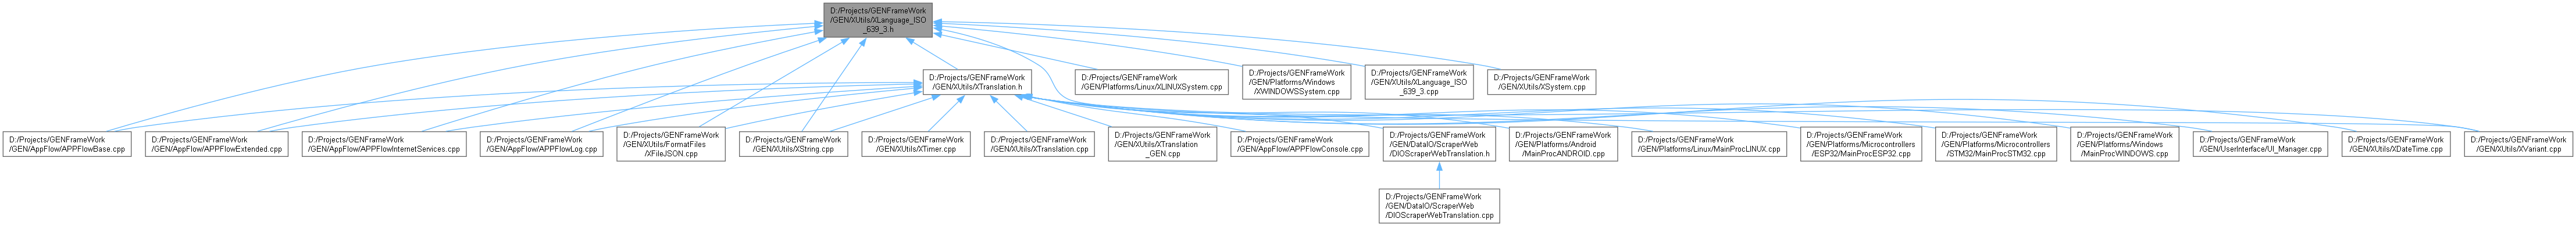 D:/Projects/GENFrameWork
/GEN/XUtils/XLanguage_ISO
_639_3.h
D:/Projects/GENFrameWork
/GEN/XUtils/XTranslation.h
D:/Projects/GENFrameWork
/GEN/Platforms/Linux/XLINUXSystem.cpp
D:/Projects/GENFrameWork
/GEN/Platforms/Windows
/XWINDOWSSystem.cpp
D:/Projects/GENFrameWork
/GEN/XUtils/XLanguage_ISO
_639_3.cpp
D:/Projects/GENFrameWork
/GEN/XUtils/XSystem.cpp
D:/Projects/GENFrameWork
/GEN/AppFlow/APPFlowBase.cpp
D:/Projects/GENFrameWork
/GEN/AppFlow/APPFlowExtended.cpp
D:/Projects/GENFrameWork
/GEN/AppFlow/APPFlowInternetServices.cpp
D:/Projects/GENFrameWork
/GEN/AppFlow/APPFlowLog.cpp
D:/Projects/GENFrameWork
/GEN/XUtils/FormatFiles
/XFileJSON.cpp
D:/Projects/GENFrameWork
/GEN/XUtils/XString.cpp
D:/Projects/GENFrameWork
/GEN/XUtils/XTimer.cpp
D:/Projects/GENFrameWork
/GEN/XUtils/XTranslation.cpp
D:/Projects/GENFrameWork
/GEN/XUtils/XTranslation
_GEN.cpp
D:/Projects/GENFrameWork
/GEN/AppFlow/APPFlowConsole.cpp
D:/Projects/GENFrameWork
/GEN/DataIO/ScraperWeb
/DIOScraperWebTranslation.h
D:/Projects/GENFrameWork
/GEN/Platforms/Android
/MainProcANDROID.cpp
D:/Projects/GENFrameWork
/GEN/Platforms/Linux/MainProcLINUX.cpp
D:/Projects/GENFrameWork
/GEN/Platforms/Microcontrollers
/ESP32/MainProcESP32.cpp
D:/Projects/GENFrameWork
/GEN/Platforms/Microcontrollers
/STM32/MainProcSTM32.cpp
D:/Projects/GENFrameWork
/GEN/Platforms/Windows
/MainProcWINDOWS.cpp
D:/Projects/GENFrameWork
/GEN/UserInterface/UI_Manager.cpp
D:/Projects/GENFrameWork
/GEN/XUtils/XDateTime.cpp
D:/Projects/GENFrameWork
/GEN/XUtils/XVariant.cpp
D:/Projects/GENFrameWork
/GEN/DataIO/ScraperWeb
/DIOScraperWebTranslation.cpp